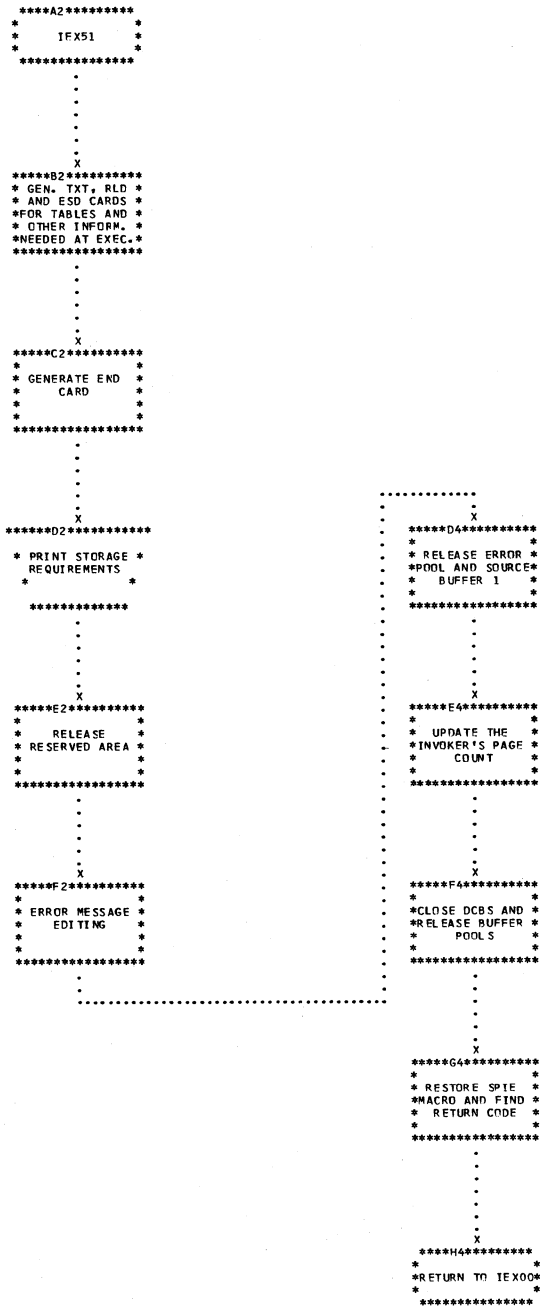 ****A2*********
IEX51
***************
X
*****B2**********
* GEN. TXT, RLD *
* AND ESD CARDS *
*FOR TABLES AND *
* OTHER INFORM. *
*NEEDED AT EXEC.*
*****************
X
*****C2**********
* GENERATE END *
* CARD *
*****************
X
******D2***********
* PRINT STORAGE *
REQUIREMENTS
* *
*************
X
*****E2**********
* RELEASE *
* RESERVED AREA *
*****************
X
*****F2**********
* ERROR MESSAGE *
* EDITING *
*****************
X
*****D4**********
* RELEASE ERROR *
*POOL AND SOURCE*
* BUFFER 1 *
*****************
X
*****E4**********
* UPDATE THE *
*INVOKER'S PAGE *
* COUNT *
*****************
X
*****F4**********
*CLOSE DCBS AND *
*RELEASE BUFFER *
* POOLS *
*****************
X
*****G4**********
* RESTORE SPIE *
*MACRO AND FIND *
* RETURN CODE *
*****************
X
****H4*********
*RETURN TO IEX00*
***************